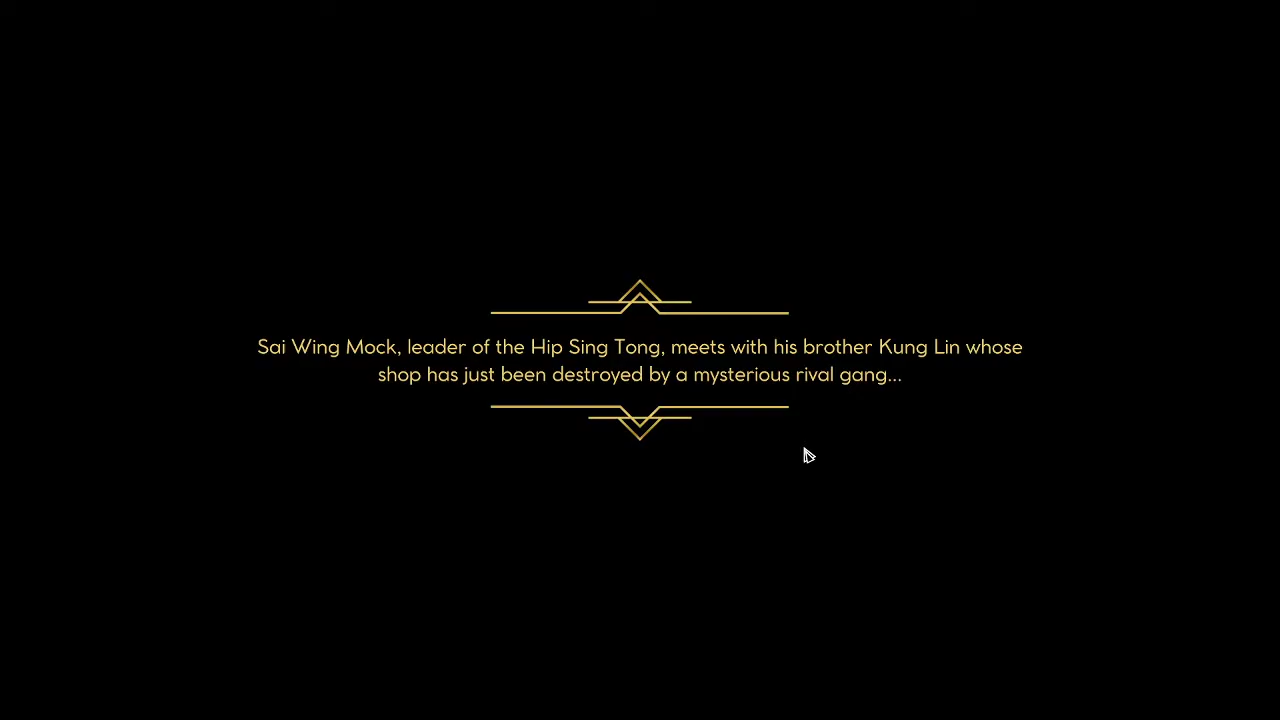 Sai Wing Mock, leader of the Hip Sing Tong, meets with his brother Kung Lin whose
shop has just been destroyed by a mysterious rival gang...